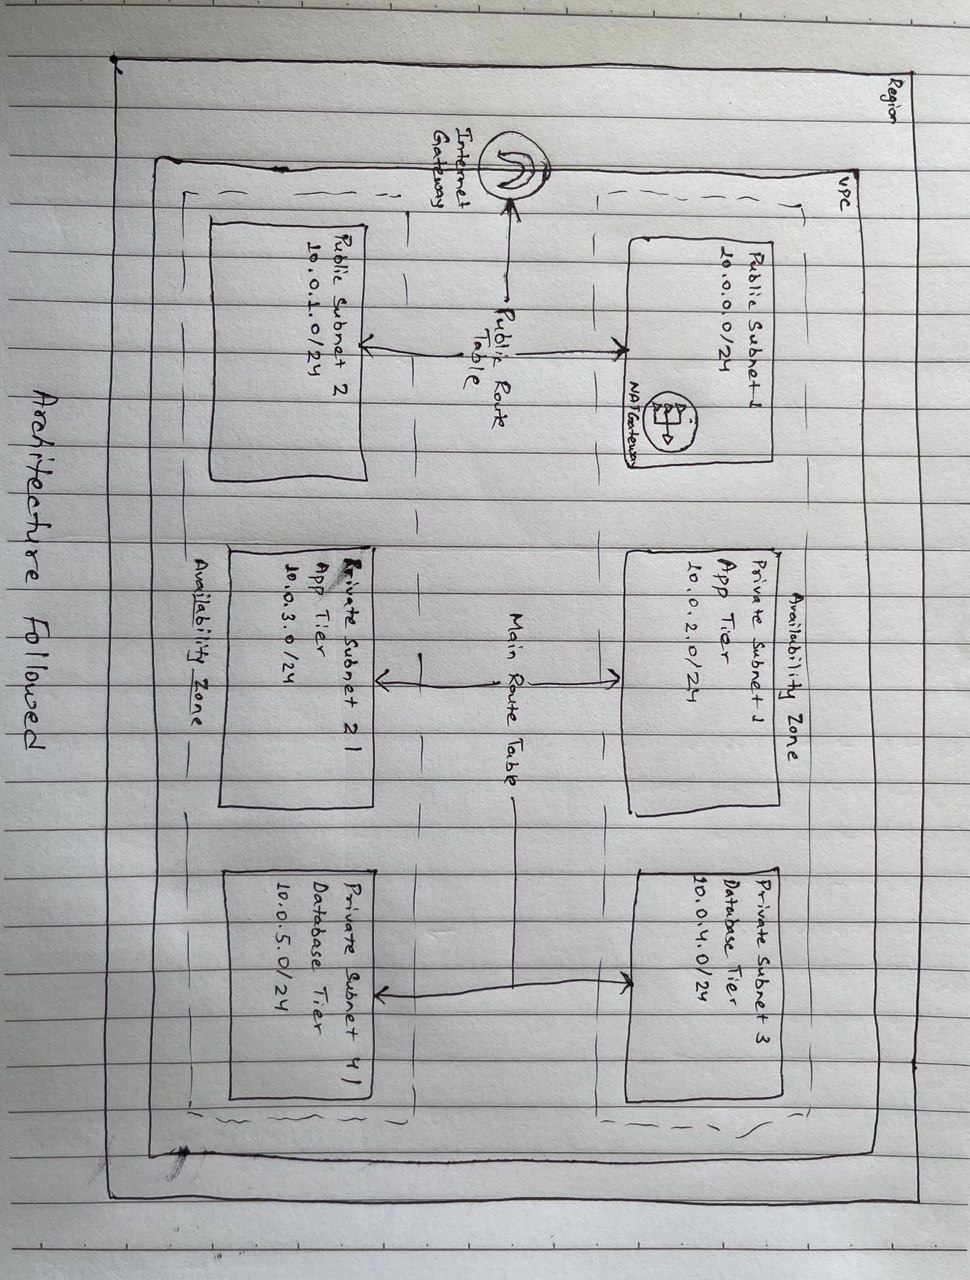 Region
VPC
Availability Zone
Public Subnet 1
10.0.0.0/24
NAT Gateway
Private Subnet 1
App Tier
10.0.2.0/24
Private Subnet 3
Database Tier
10.0.4.0/24
Internet
Gateway
Public Route
Table
Main Route Table
Public Subnet 2
10.0.1.0/24
Private Subnet 2 |
App Tier
10.0.3.0/24
Private Subnet 4 |
Database Tier
10.0.5.0/24
Availability Zone
Architecture Followed